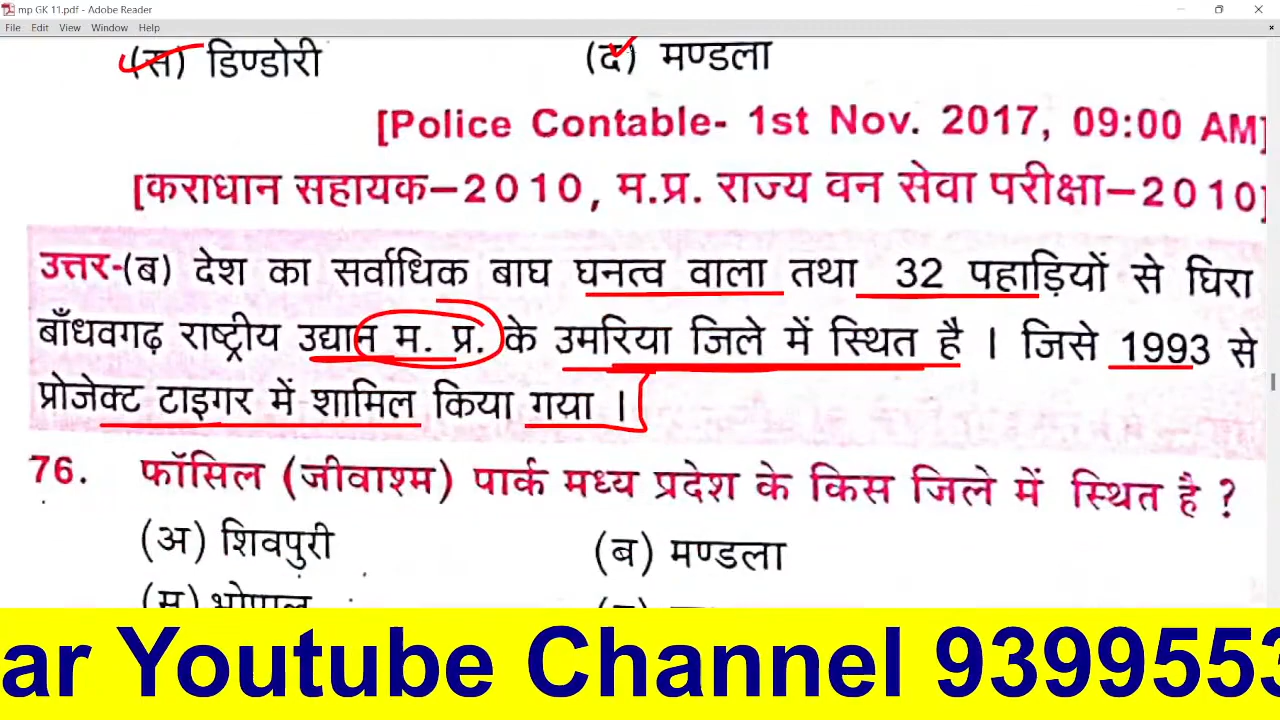 mp GK 11.pdf - Adobe Reader
File Edit View Window Help
(स) डिण्डोरी (द) मण्डला
[Police Contable- 1st Nov. 2017, 09:00 AM]
[कराधान सहायक–2010, म.प्र. राज्य वन सेवा परीक्षा–2010]
उत्तर-(ब) देश का सर्वाधिक बाघ घनत्व वाला तथा 32 पहाड़ियों से घिरा
बाँधवगढ़ राष्ट्रीय उद्यान म. प्र. के उमरिया जिले में स्थित है । जिसे 1993 से
प्रोजेक्ट टाइगर में शामिल किया गया ।
76. फॉसिल (जीवाश्म) पार्क मध्य प्रदेश के किस जिले में स्थित है ?
(अ) शिवपुरी (ब) मण्डला
(स) भोपाल
ar Youtube Channel 9399553